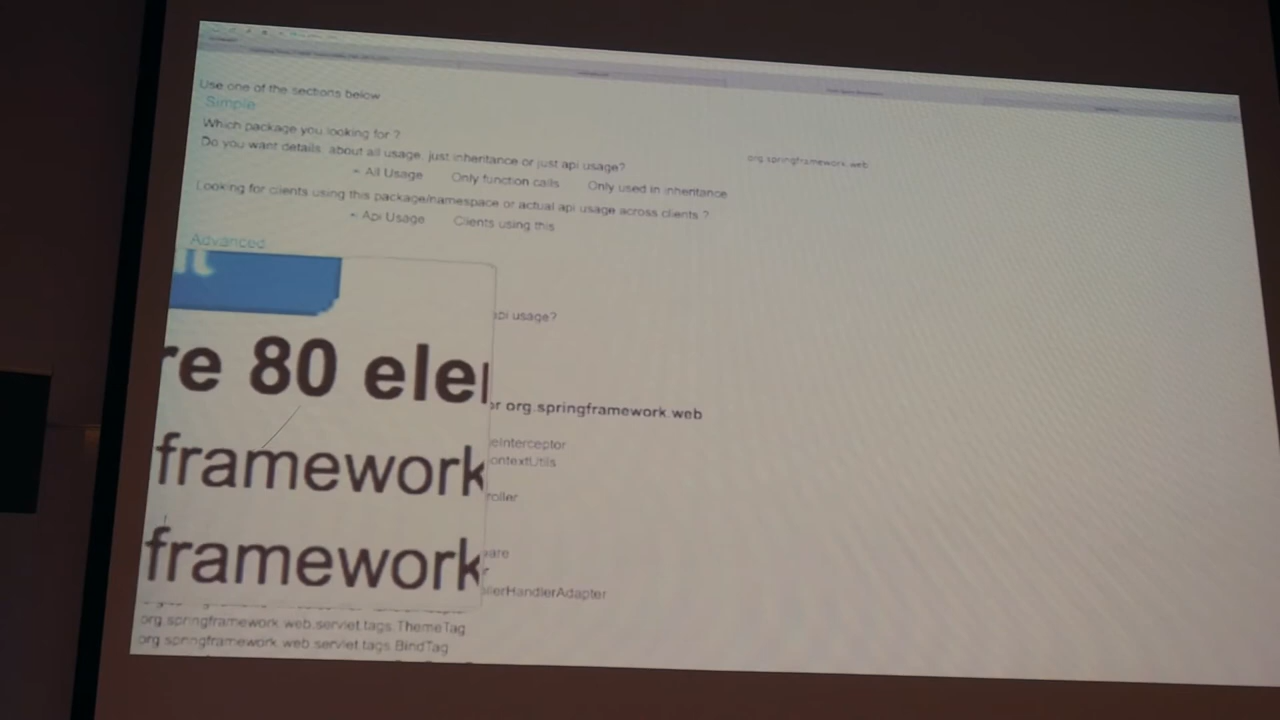 Use one of the sections below
Simple
Which package you looking for ?
org.springframework.web
Do you want details, about all usage, just inheritance or just api usage?
All Usage Only function calls Only used in inheritance
Looking for clients using this package/namespace or actual api usage across clients ?
Api Usage Clients using this
Advanced
it
api usage?
re 80 ele
or org.springframework.web
eInterceptor
framework
ontextUtils
roller
framework
ware
r
ollerHandlerAdapter
org.springframework.web.servlet.tags.ThemeTag
org.springframework.web.servlet.tags.BindTag